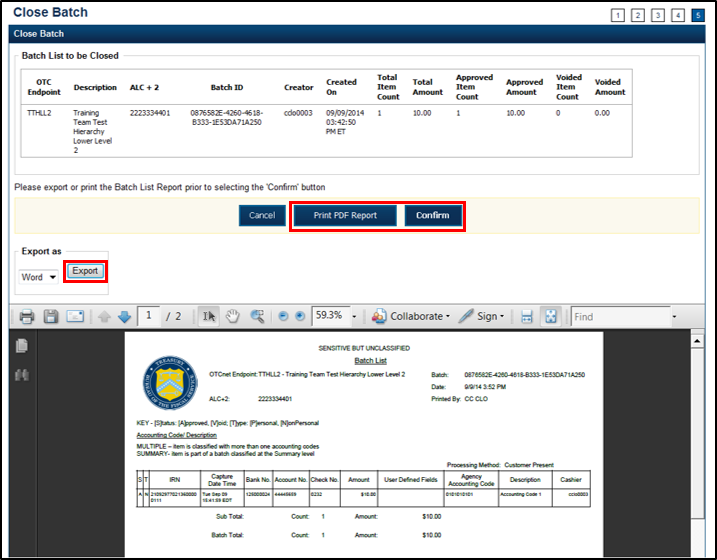 Close Batch
1 2 3 4 5
Close Batch
Batch List to be Closed
OTC Endpoint Description ALC + 2 Batch ID Creator Created On Total Item Count Total Amount Approved Item Count Approved Amount Voided Item Count Voided Amount
TTHLL2 Training Team Test Hierarchy Lower Level 2 2223334401 0876582E-4260-4618-B333-1E53DA71A250 cdo0003 09/09/2014 03:42:50 PM ET 1 10.00 1 10.00 0 0.00
Please export or print the Batch List Report prior to selecting the 'Confirm' button
Cancel Print PDF Report Confirm
Export as
Word Export
1 / 2 59.3% Collaborate Sign Find
SENSITIVE BUT UNCLASSIFIED
Batch List
OTCnet Endpoint: TTHLL2 - Training Team Test Hierarchy Lower Level 2 Batch: 0876582E-4260-4618-B333-1E53DA71A250
Date: 9/9/14 3:52 PM
ALC+2: 2223334401 Printed By: CC CLO
KEY - [S]tatus: [A]pproved, [V]oid; [T]ype: [P]ersonal, [N]onPersonal
Accounting Code/ Description
MULTIPLE – item is classified with more than one accounting codes
SUMMARY- item is part of a batch classified at the Summary level
Processing Method: Customer Present
S T IRN Capture Date Time Bank No. Account No. Check No. Amount User Defined Fields Agency Accounting Code Description Cashier
A N Tue Sep 09 15:41:59 EDT 125000024 44445659 0232 $10.00 0101010101 Accounting Code 1 cclo0003
Sub Total: Count: 1 Amount: $10.00
Batch Total: Count: 1 Amount: $10.00